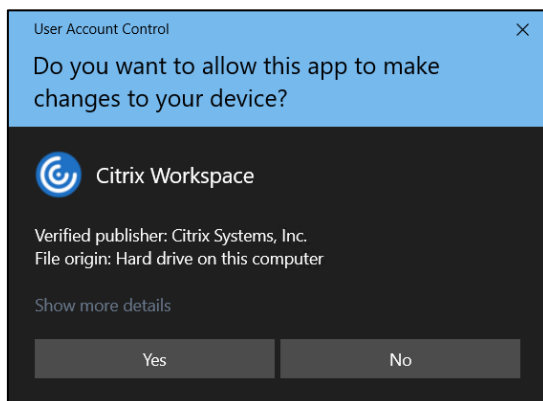 User Account Control
Do you want to allow this app to make
changes to your device?
Citrix Workspace
Verified publisher: Citrix Systems, Inc.
File origin: Hard drive on this computer
Show more details
Yes
No